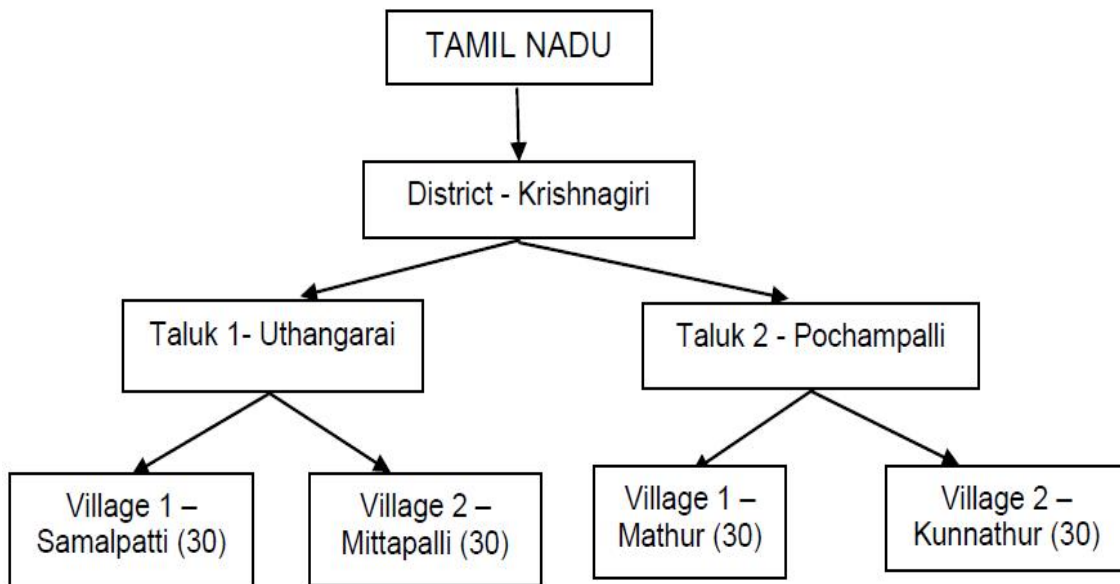 TAMIL NADU
District - Krishnagiri
Taluk 1- Uthangarai
Taluk 2 - Pochampalli
Village 1 –
Samalpatti (30)
Village 2 –
Mittapalli (30)
Village 1 –
Mathur (30)
Village 2 –
Kunnathur (30)